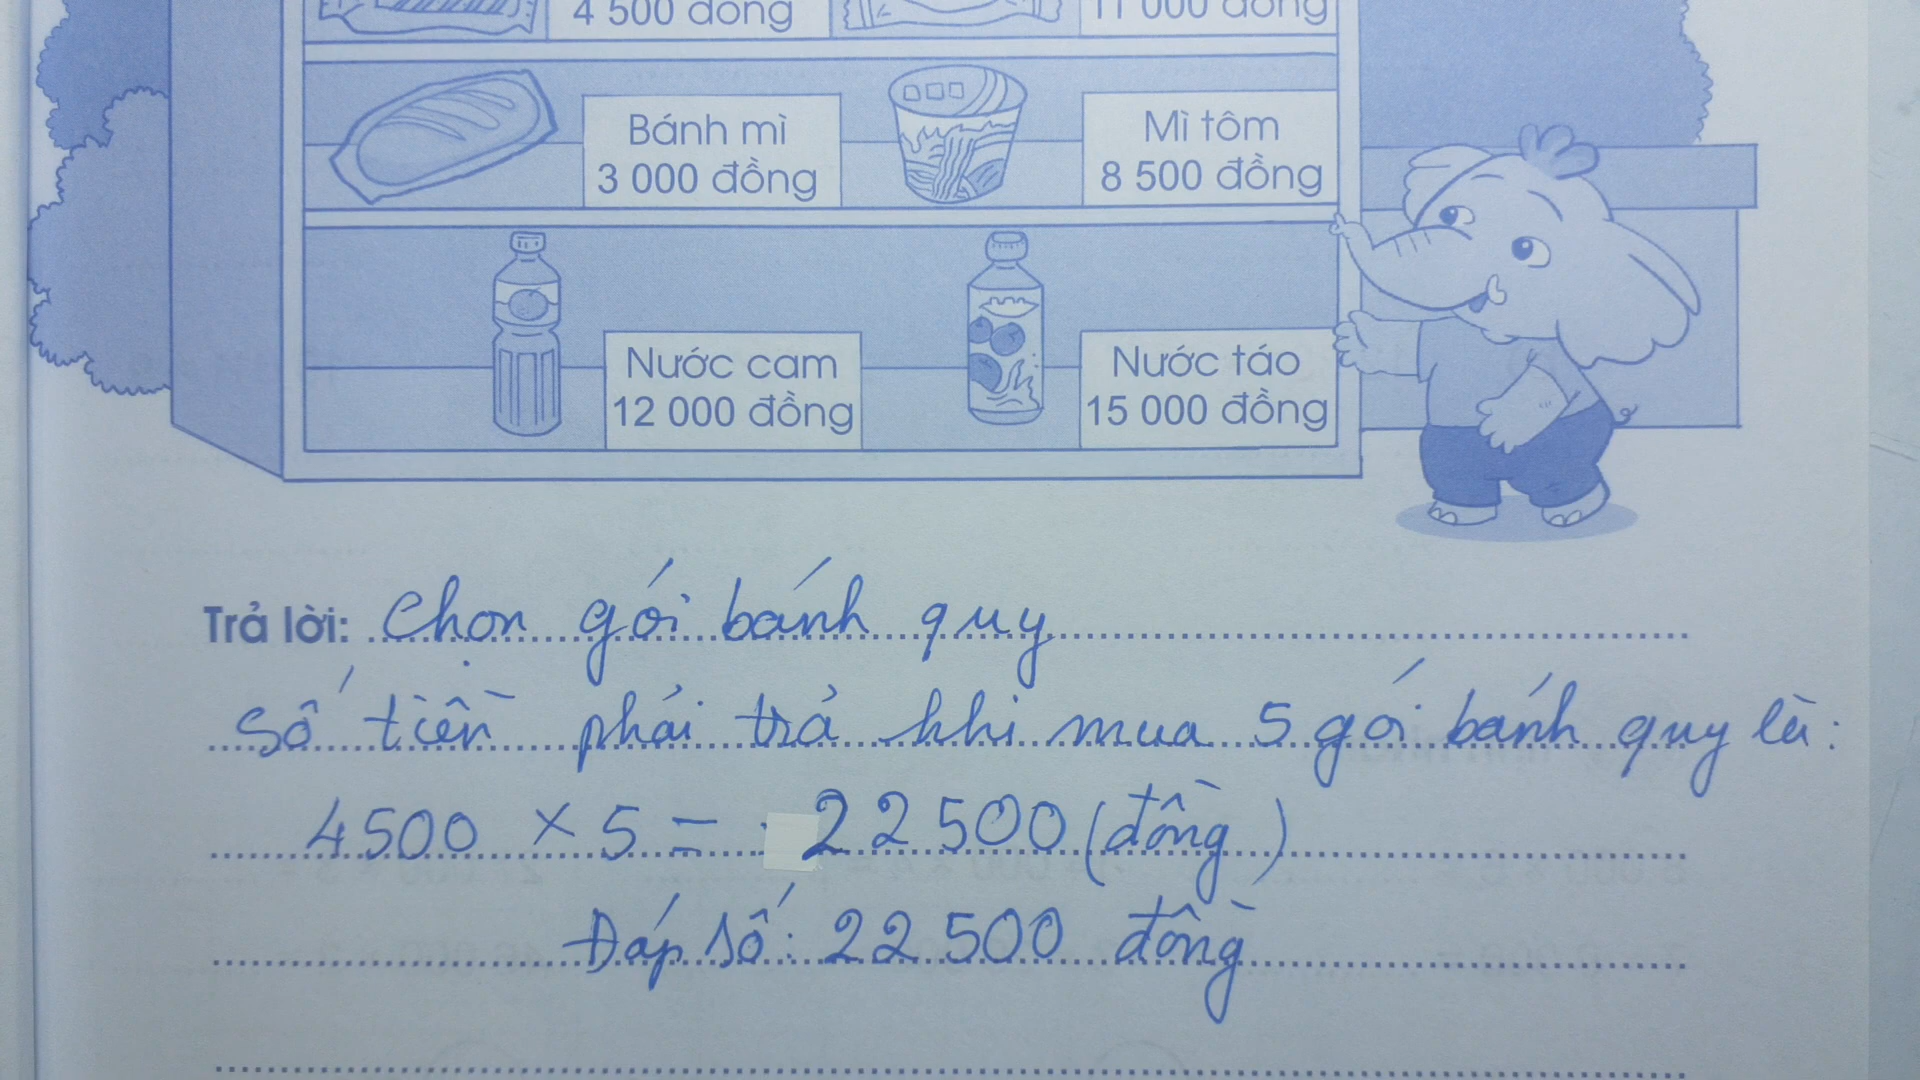 4 500 đồng
11 000 đồng
Bánh mì
3 000 đồng
Mì tôm
8 500 đồng
Nước cam
12 000 đồng
Nước táo
15 000 đồng
Trả lời: Chọn gói bánh quy
Số tiền phải trả khi mua 5 gói bánh quy là:
4500 × 5 = 22 500 (đồng)
Đáp số: 22 500 đồng